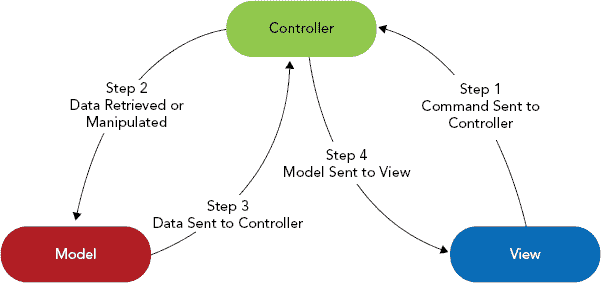 Controller
Step 2
Data Retrieved or
Manipulated
Step 1
Command Sent to
Controller
Step 4
Model Sent to View
Step 3
Data Sent to Controller
Model
View